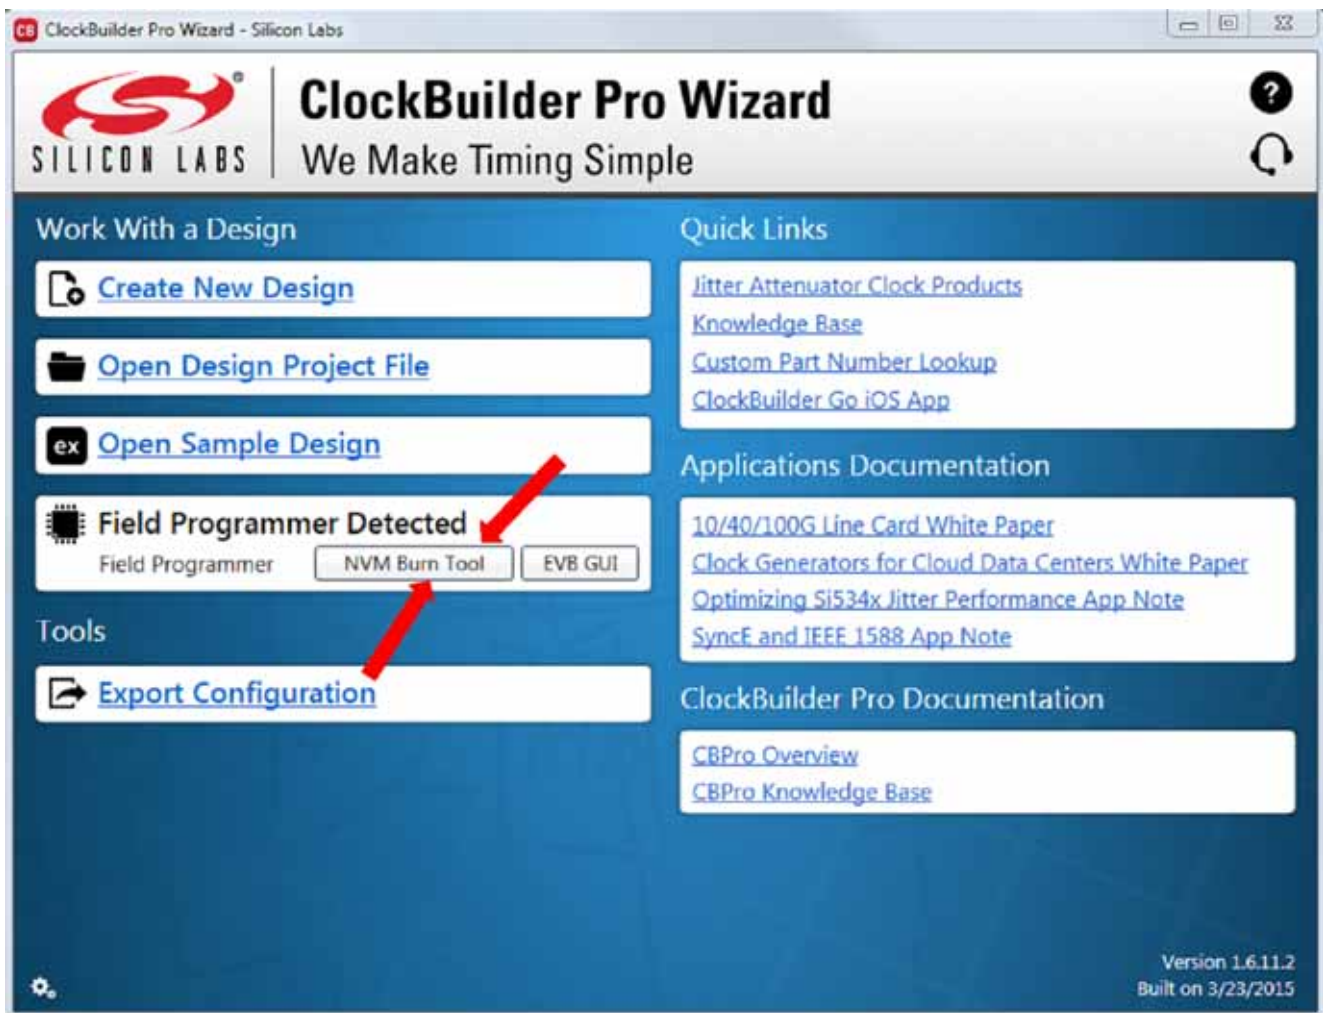 CB ClockBuilder Pro Wizard - Silicon Labs
SILICON LABS
®
ClockBuilder Pro Wizard
We Make Timing Simple
?
Work With a Design
Create New Design
Open Design Project File
ex Open Sample Design
Field Programmer Detected
Field Programmer NVM Burn Tool EVB GUI
Tools
Export Configuration
Quick Links
Jitter Attenuator Clock Products
Knowledge Base
Custom Part Number Lookup
ClockBuilder Go iOS App
Applications Documentation
10/40/100G Line Card White Paper
Clock Generators for Cloud Data Centers White Paper
Optimizing Si534x Jitter Performance App Note
SyncE and IEEE 1588 App Note
ClockBuilder Pro Documentation
CBPro Overview
CBPro Knowledge Base
Version 1.6.11.2
Built on 3/23/2015